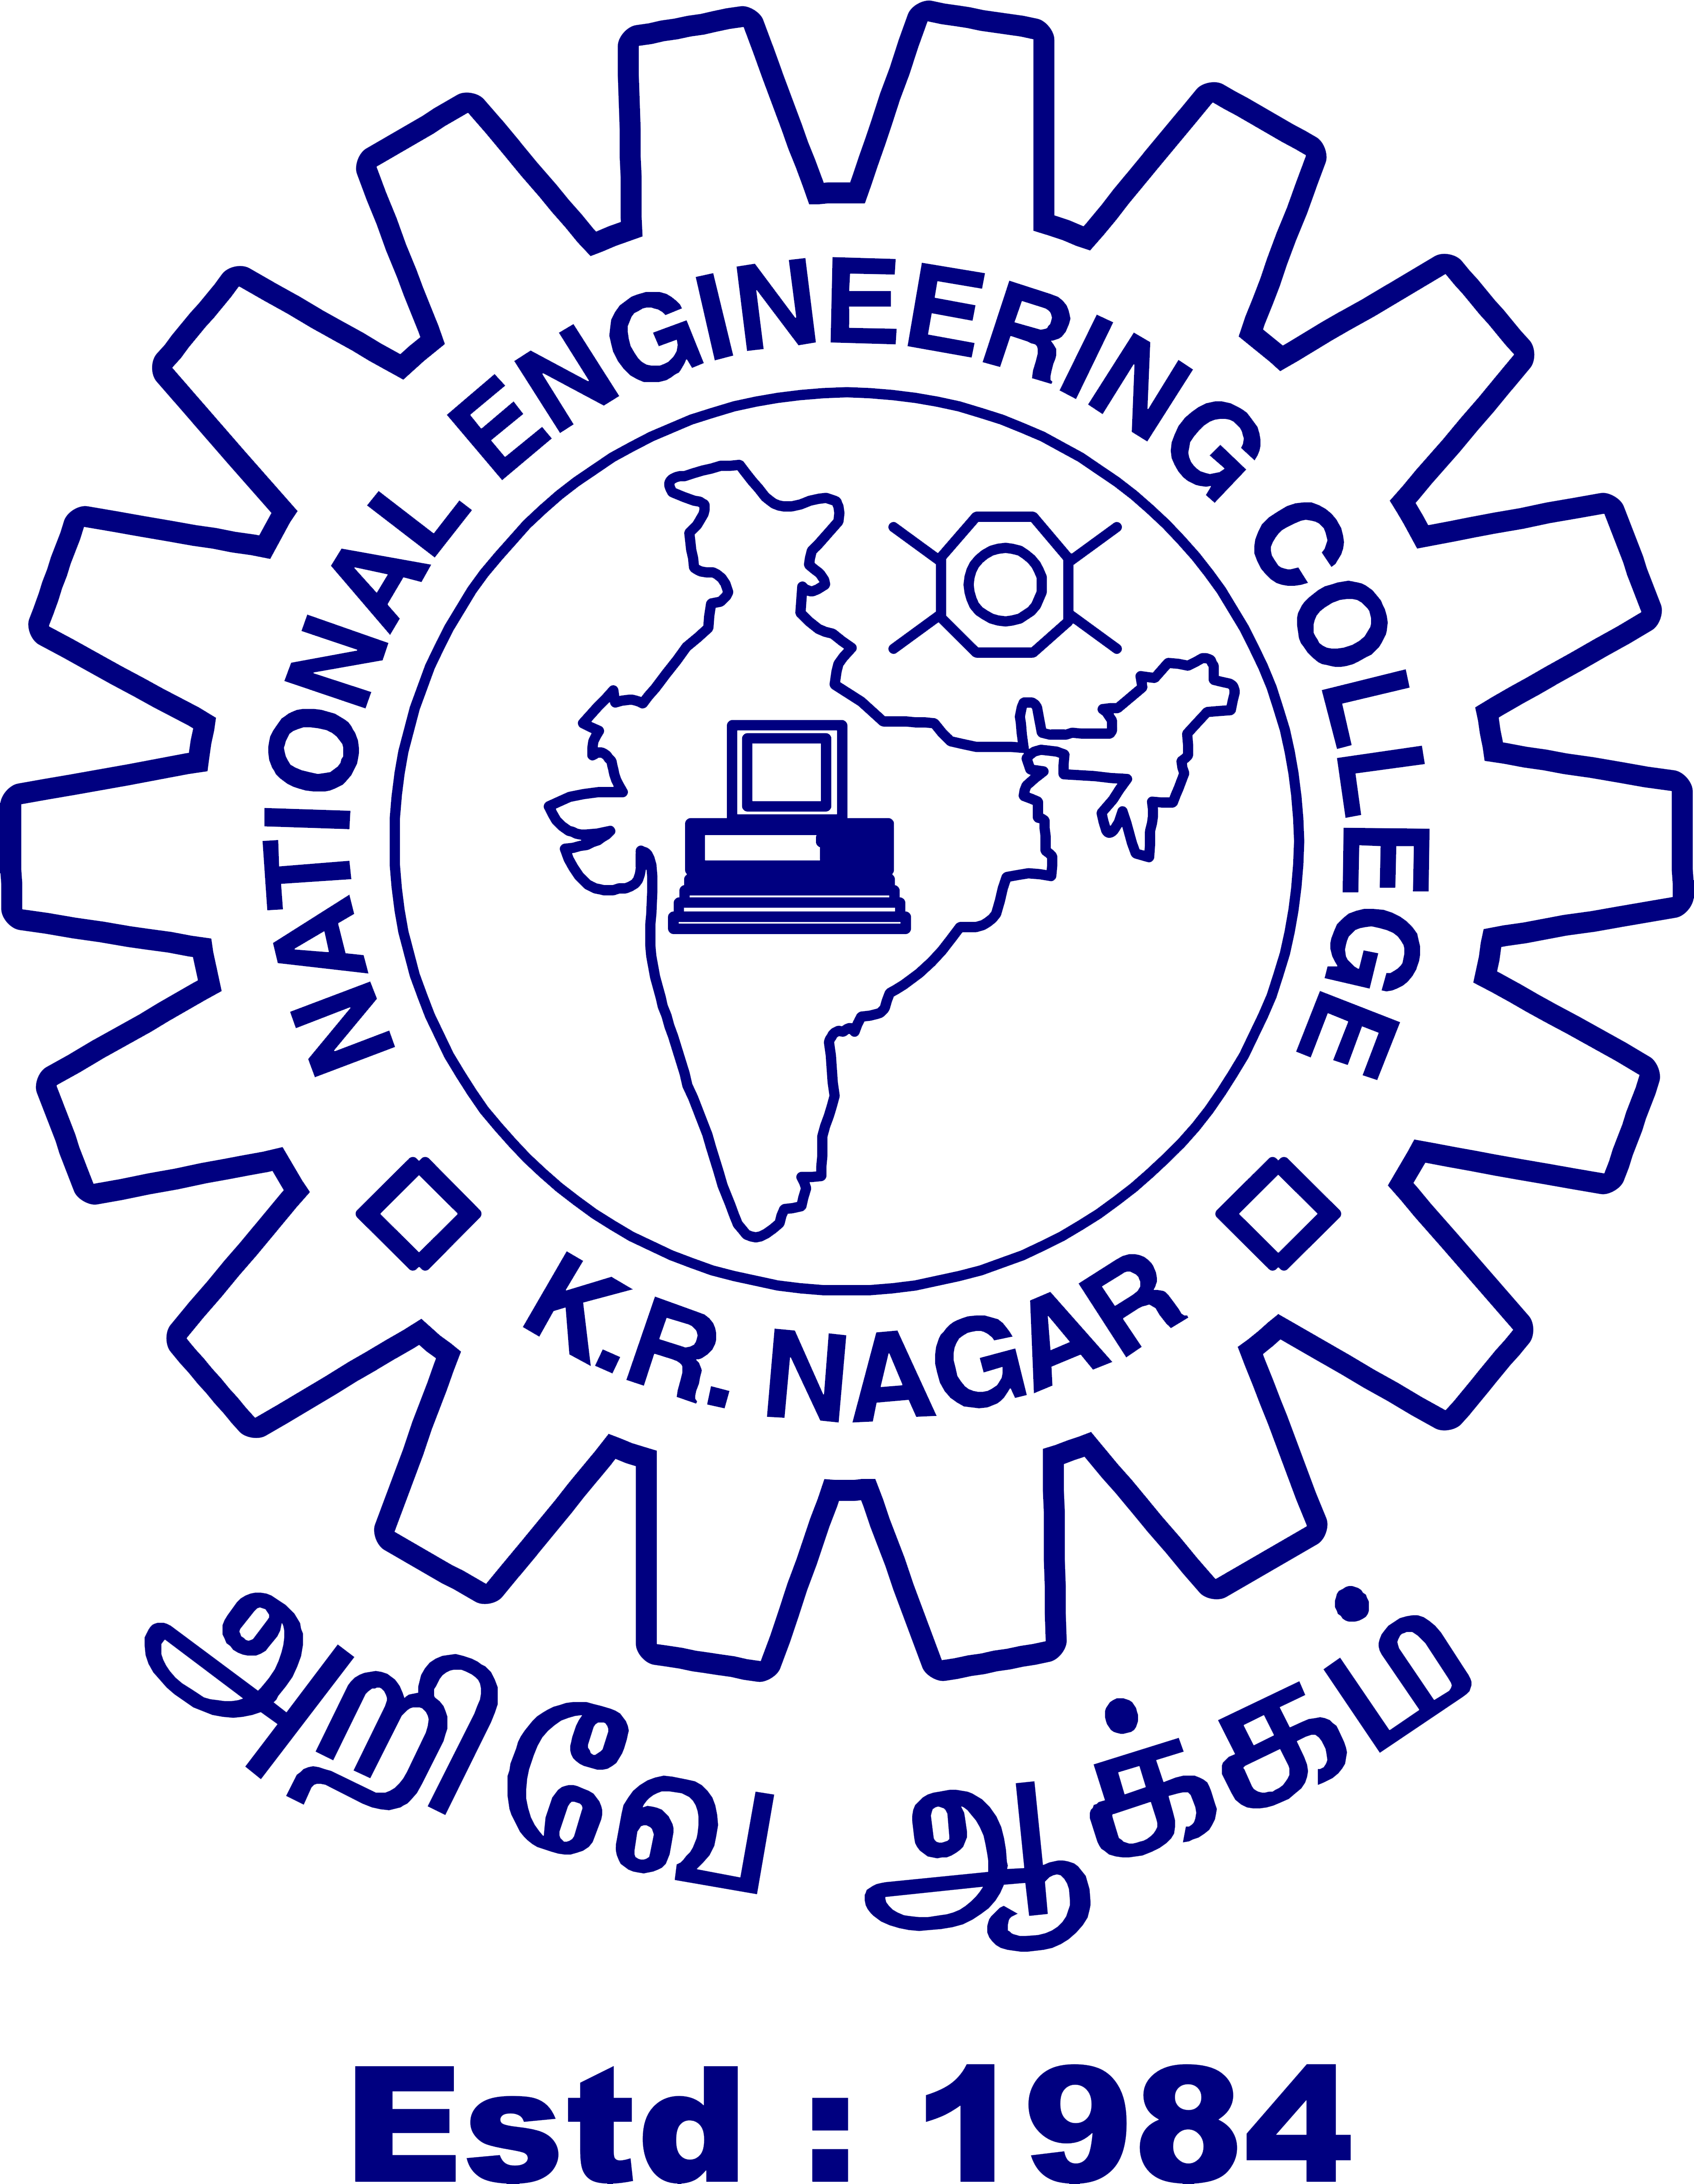 NATIONAL ENGINEERING COLLEGE
K.R. NAGAR
அறிவே ஆக்கம்
Estd : 1984